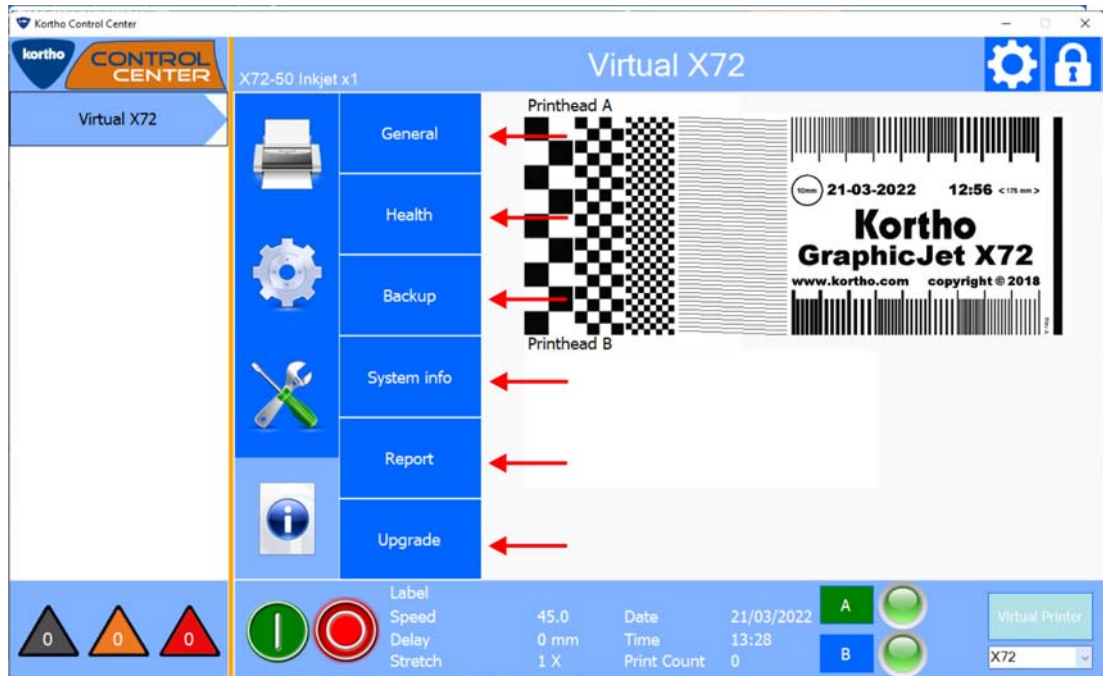 Kortho Control Center
kortho
CONTROL
CENTER
X72-50 Inkjet x1
Virtual X72
Virtual X72
General
Health
Backup
System info
Report
Upgrade
Printhead A
10mm
21-03-2022
12:56
<175 mm>
Kortho
GraphicJet X72
www.kortho.com
copyright © 2018
Printhead B
0
0
0
Label
Speed 45.0
Delay 0 mm
Stretch 1 X
Date 21/03/2022
Time 13:28
Print Count 0
A
B
Virtual Printer
X72